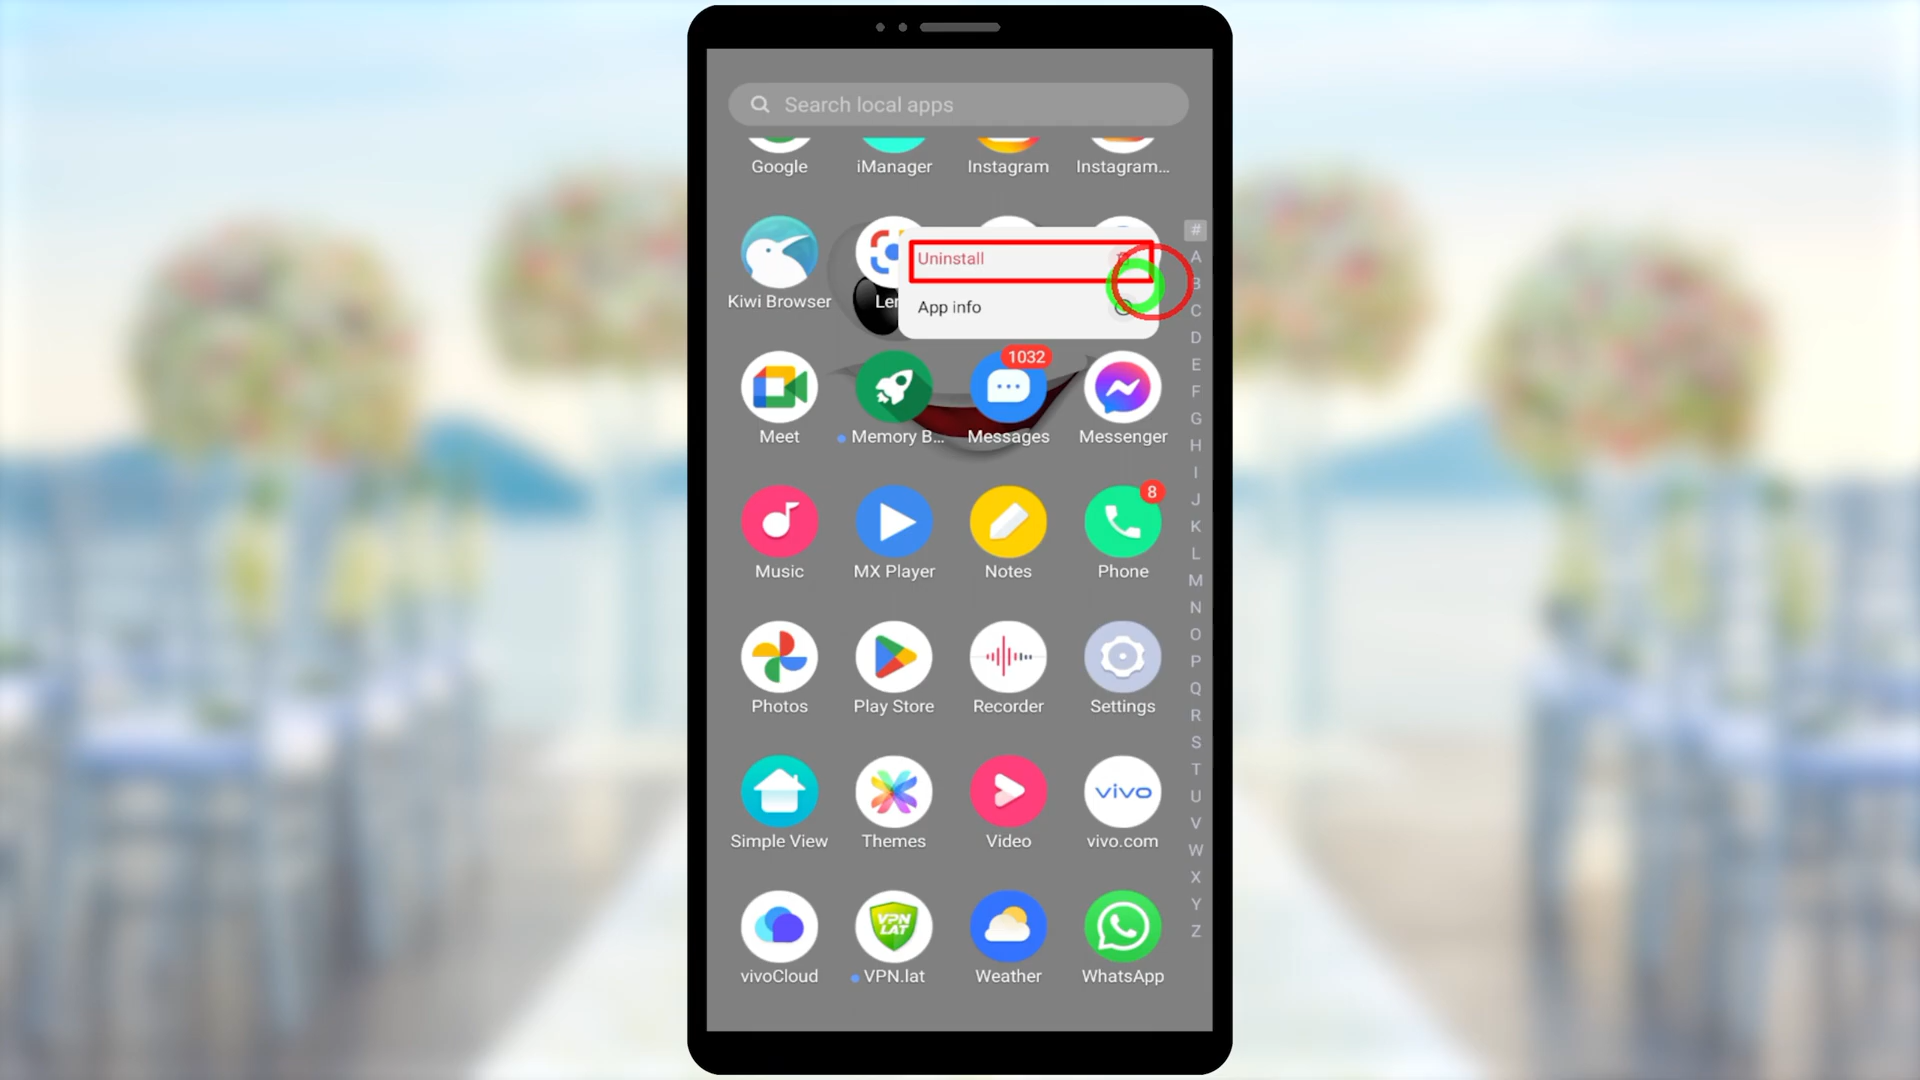 Search local apps
Google iManager Instagram Instagram...
#
Uninstall
A
B
Kiwi Browser
App info
C
D
1032
E
F
G
Meet Memory B... Messages Messenger
H
I
8
J
K
L
Music MX Player Notes Phone
M
N
O
P
Q
Photos Play Store Recorder Settings
R
S
T
vivo
U
V
Simple View Themes Video vivo.com
W
X
Y
VPN
LAT
Z
vivoCloud VPN.lat Weather WhatsApp